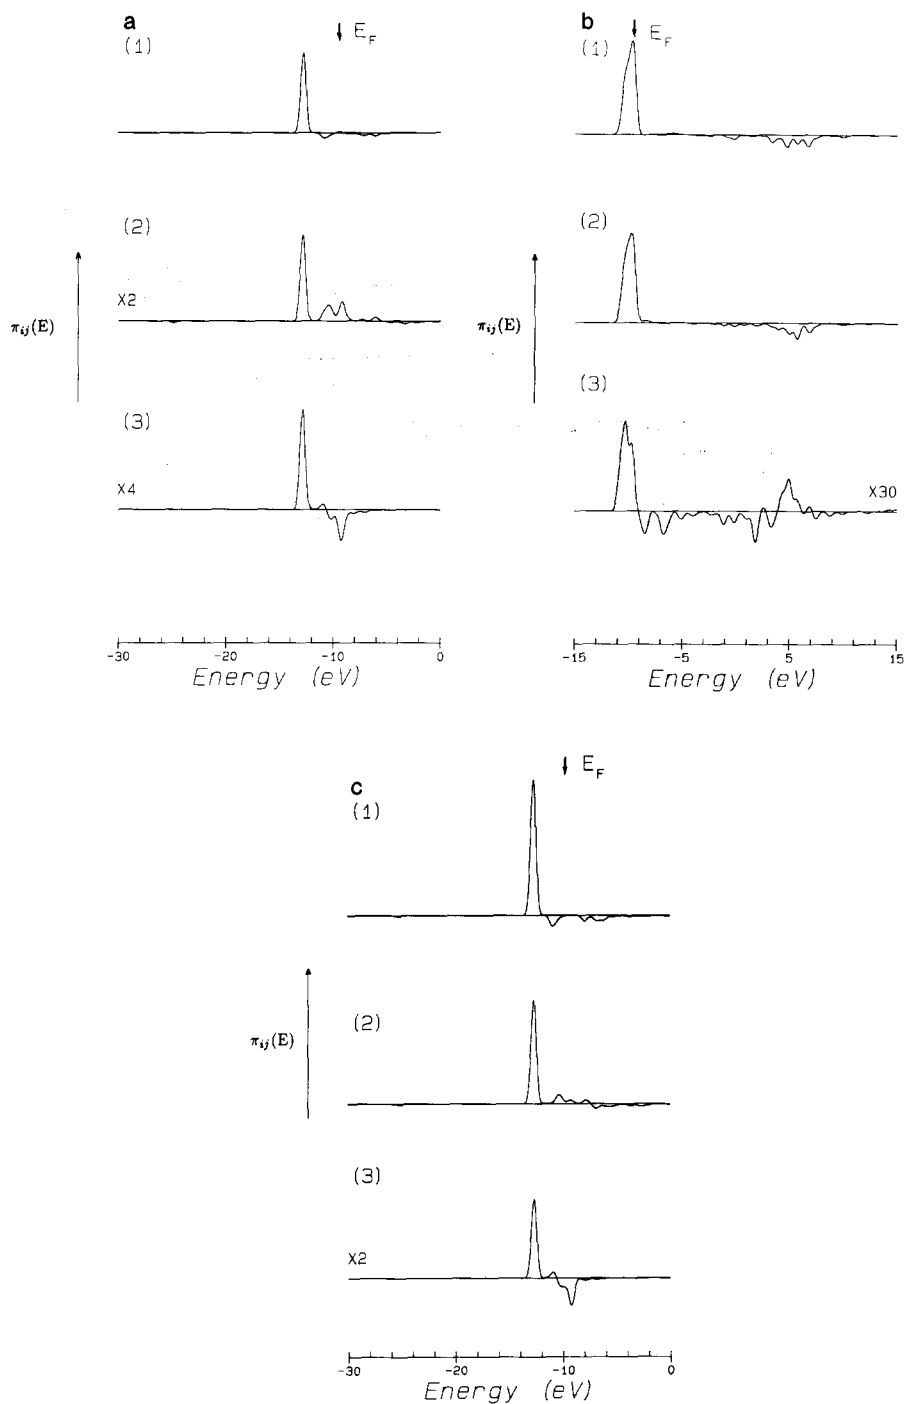 a
(1)
E_F
(2)
X2
π_ij(E)
(3)
X4
-30 -20 -10 0
Energy (eV)
b
(1)
E_F
(2)
π_ij(E)
(3)
X30
-15 -5 5 15
Energy (eV)
c
(1)
E_F
(2)
π_ij(E)
(3)
X2
-30 -20 -10 0
Energy (eV)